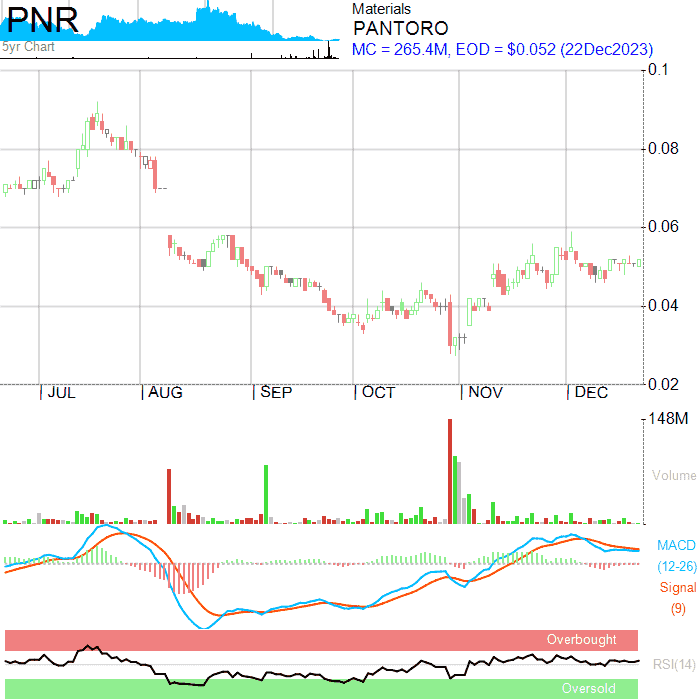 PNR
5yr Chart
Materials
PANTORO
MC = 265.4M, EOD = $0.052 (22Dec2023)
0.1
0.08
0.06
0.04
0.02
JUL AUG SEP OCT NOV DEC
148M
Volume
MACD
(12-26)
Signal
(9)
Overbought
RSI(14)
Oversold